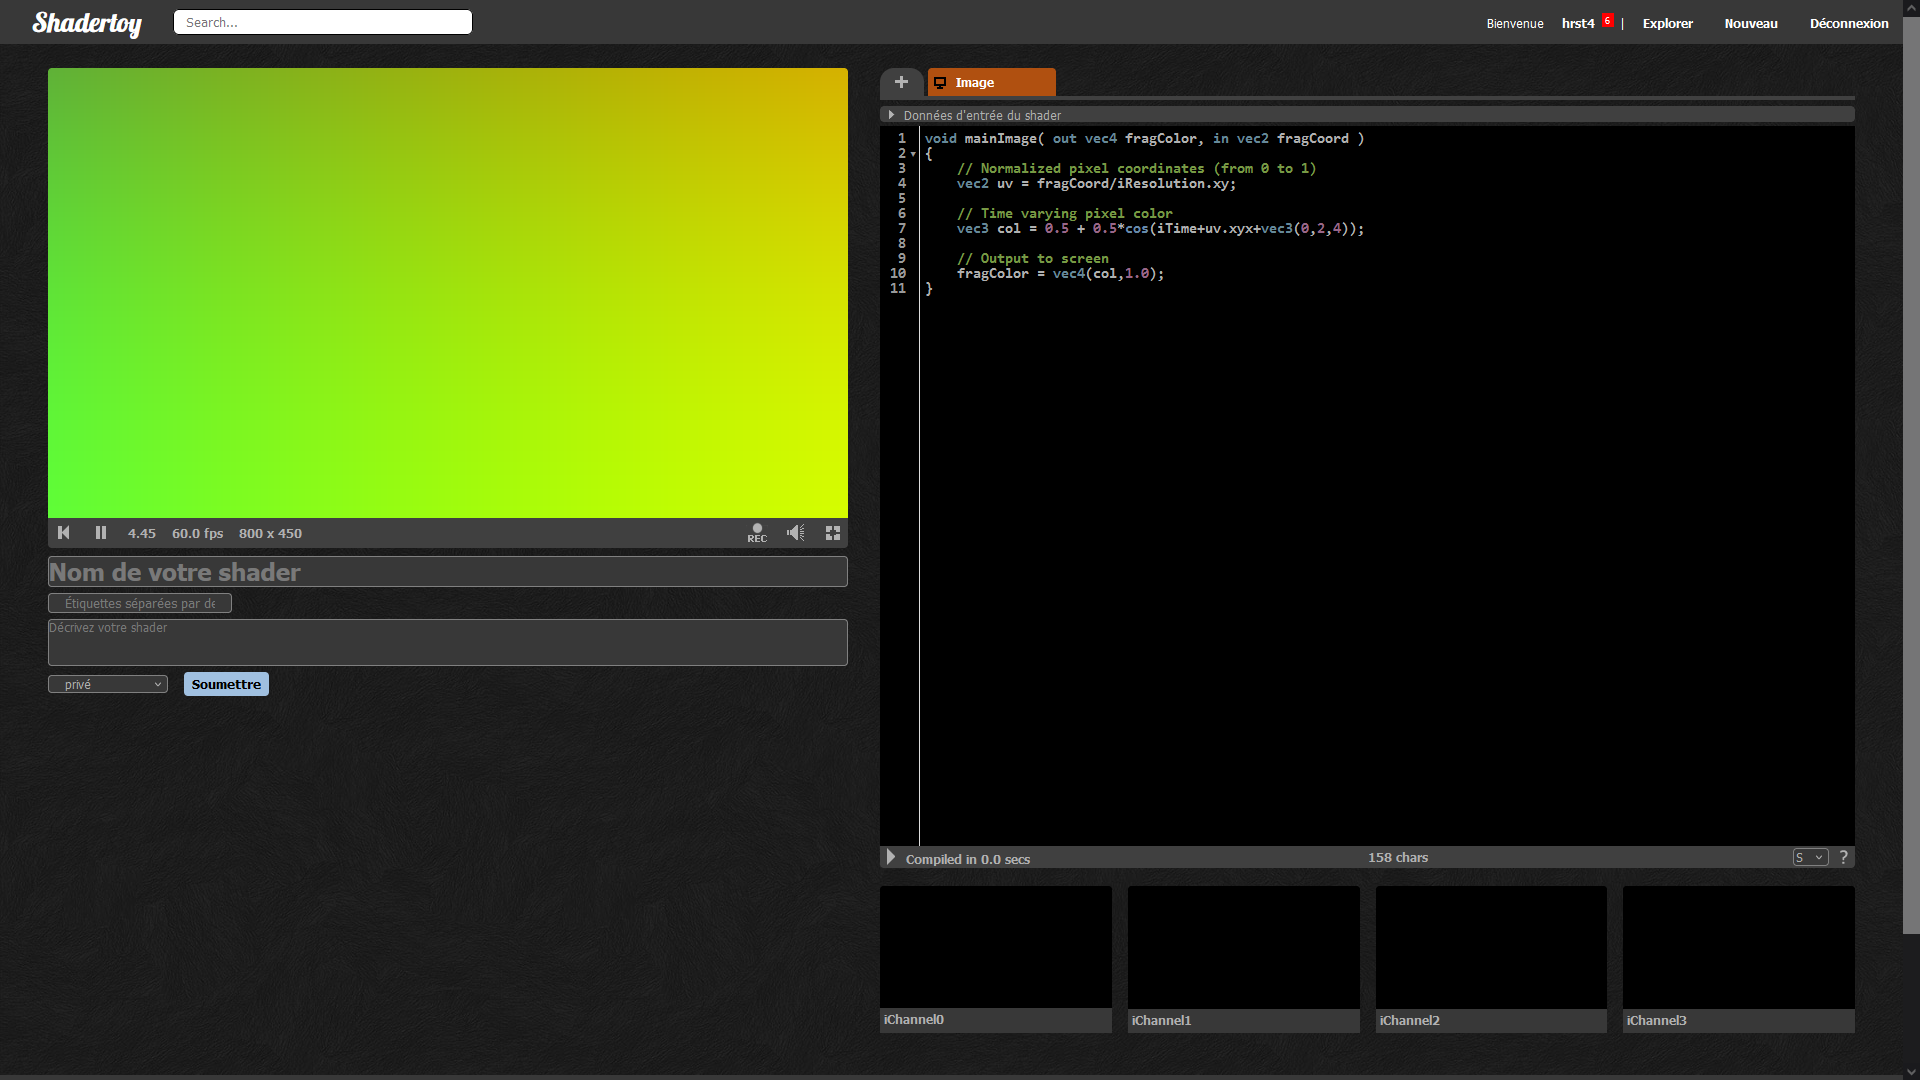 Shadertoy
Search...
Bienvenue hrst4 6 | Explorer Nouveau Déconnexion
4.45 60.0 fps 800 x 450
REC
Nom de votre shader
Étiquettes séparées par de
Décrivez votre shader
privé
Soumettre
+ Image
Données d'entrée du shader
1 void mainImage( out vec4 fragColor, in vec2 fragCoord )
2 {
3     // Normalized pixel coordinates (from 0 to 1)
4     vec2 uv = fragCoord/iResolution.xy;
5
6     // Time varying pixel color
7     vec3 col = 0.5 + 0.5*cos(iTime+uv.xyx+vec3(0,2,4));
8
9     // Output to screen
10     fragColor = vec4(col,1.0);
11 }
Compiled in 0.0 secs 158 chars S ?
iChannel0 iChannel1 iChannel2 iChannel3